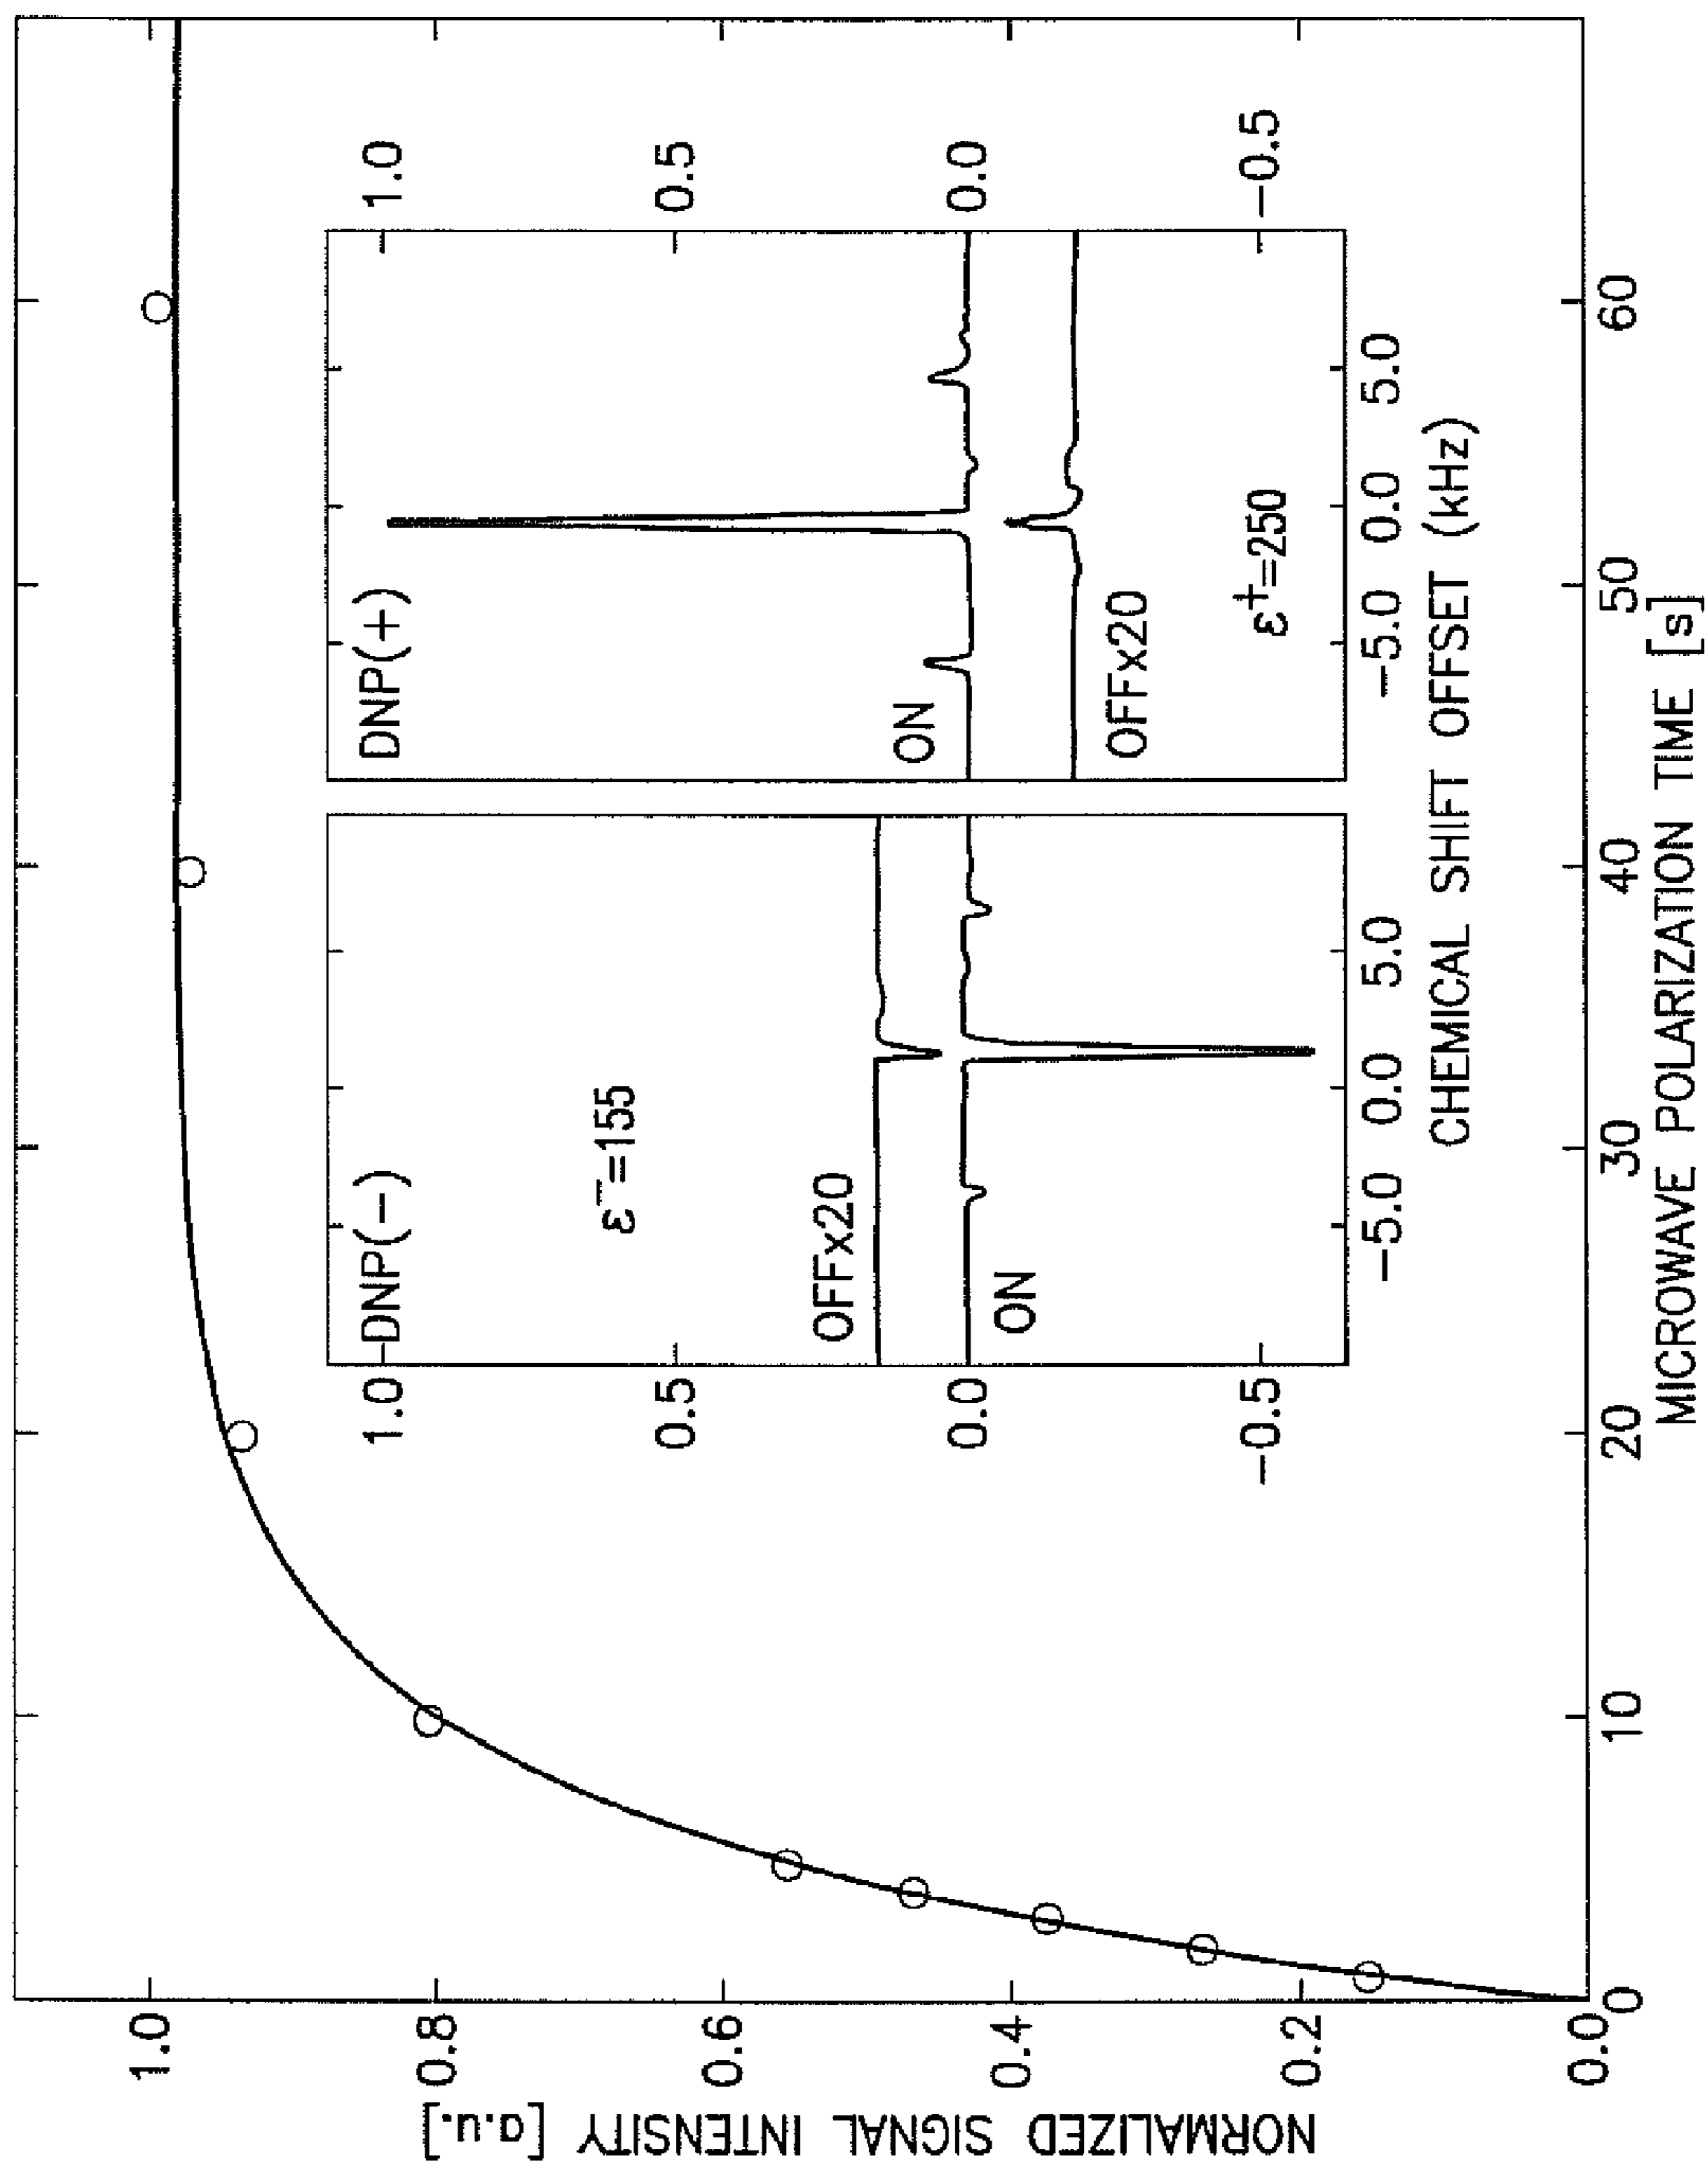 NORMALIZED SIGNAL INTENSITY [a.u.]
1.0
0.8
0.6
0.4
0.2
0.0
0
10
20
30
40
50
60
MICROWAVE POLARIZATION TIME [s]
DNP(-)
ε⁻=155
OFFx20
ON
1.0
0.5
0.0
-0.5
-5.0
0.0
5.0
DNP(+)
ON
OFFx20
ε⁺=250
1.0
0.5
0.0
-0.5
-5.0
0.0
5.0
CHEMICAL SHIFT OFFSET (kHz)